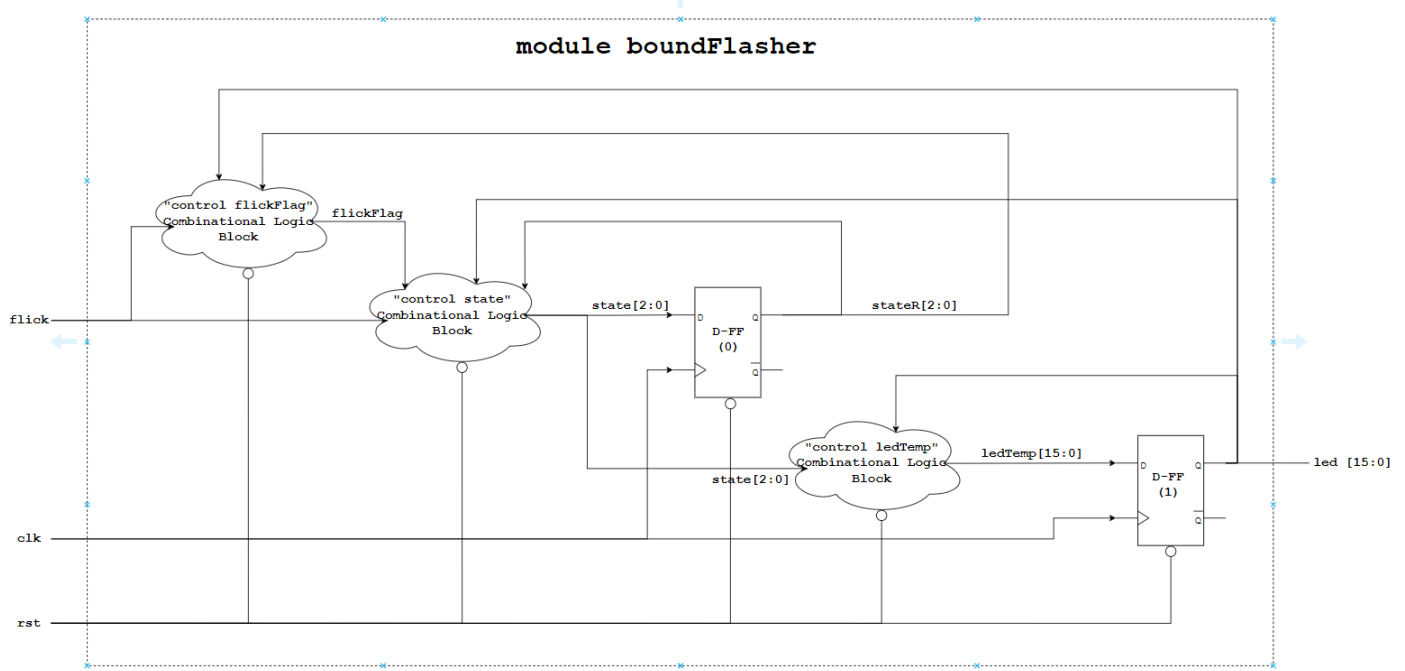 module boundFlasher
"control flickFlag"
Combinational Logic
Block
flickFlag
"control state"
Combinational Logic
Block
flick
state[2:0]
stateR[2:0]
D
Q
D-FF
(0)
Q
"control ledTemp"
Combinational Logic
Block
state[2:0]
ledTemp[15:0]
D
Q
D-FF
(1)
Q
led [15:0]
clk
rst